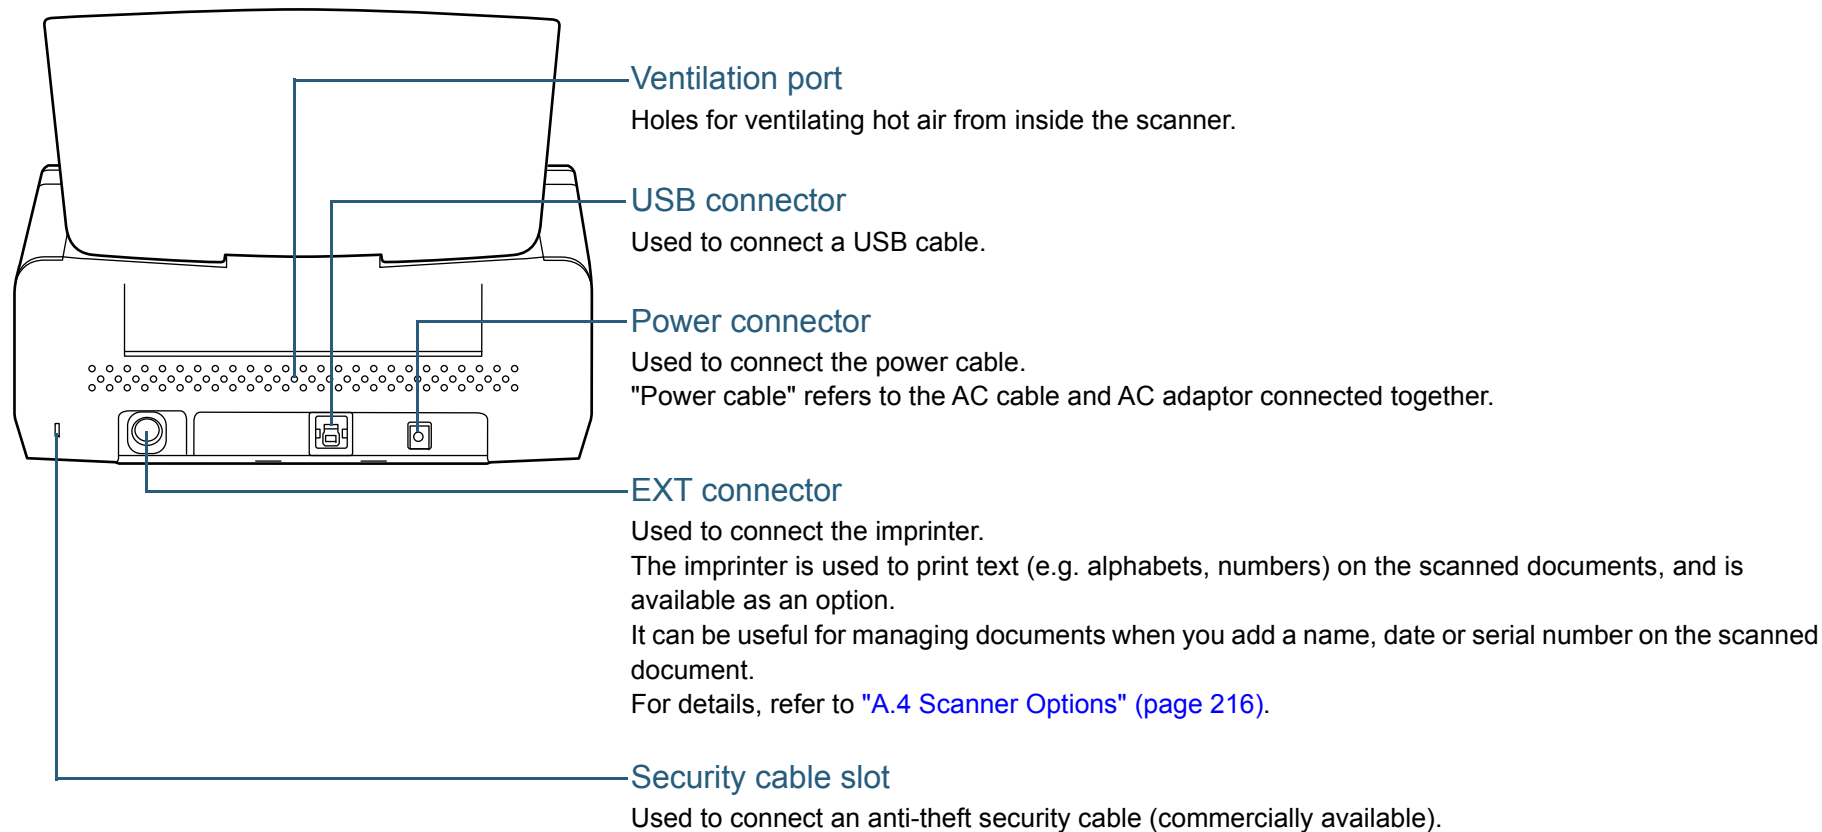 Ventilation port
Holes for ventilating hot air from inside the scanner.
USB connector
Used to connect a USB cable.
Power connector
Used to connect the power cable.
"Power cable" refers to the AC cable and AC adaptor connected together.
EXT connector
Used to connect the imprinter.
The imprinter is used to print text (e.g. alphabets, numbers) on the scanned documents, and is
available as an option.
It can be useful for managing documents when you add a name, date or serial number on the scanned
document.
For details, refer to "A.4 Scanner Options" (page 216).
Security cable slot
Used to connect an anti-theft security cable (commercially available).